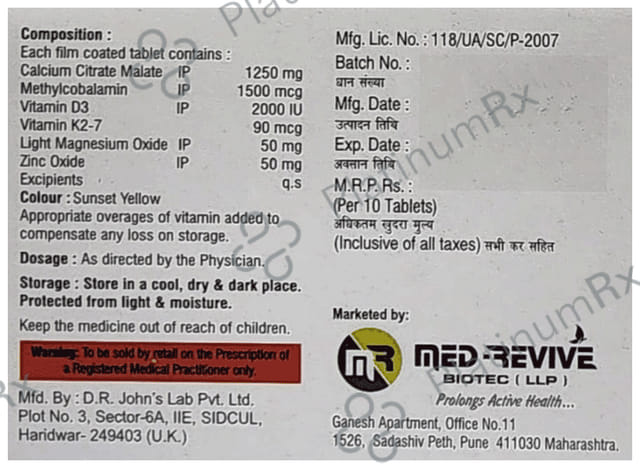 Composition :
Each film coated tablet contains :
Calcium Citrate Malate IP 1250 mg
Methylcobalamin IP 1500 mcg
Vitamin D3 IP 2000 IU
Vitamin K2-7 90 mcg
Light Magnesium Oxide IP 50 mg
Zinc Oxide IP 50 mg
Excipients q.s
Colour : Sunset Yellow
Appropriate overages of vitamin added to
compensate any loss on storage.
Dosage : As directed by the Physician.
Storage : Store in a cool, dry & dark place.
Protected from light & moisture.
Keep the medicine out of reach of children.
Warning: To be sold by retail on the Prescription of
a Registered Medical Practitioner only.
Mfd. By : D.R. John's Lab Pvt. Ltd.
Plot No. 3, Sector-6A, IIE, SIDCUL,
Haridwar- 249403 (U.K.)
Mfg. Lic. No. : 118/UA/SC/P-2007
Batch No. :
धान संख्या
Mfg. Date :
उत्पादन तिथि
Exp. Date :
अवसान तिथि
M.R.P. Rs. :
(Per 10 Tablets)
अधिकतम खुदरा मुल्य
(Inclusive of all taxes) सभी कर सहित
Marketed by:
MR MED-REVIVE
BIOTEC ( LLP )
Prolongs Active Health...
Ganesh Apartment, Office No.11
1526, Sadashiv Peth, Pune 411030 Maharashtra.
PlatinumRx
PlatinumRx